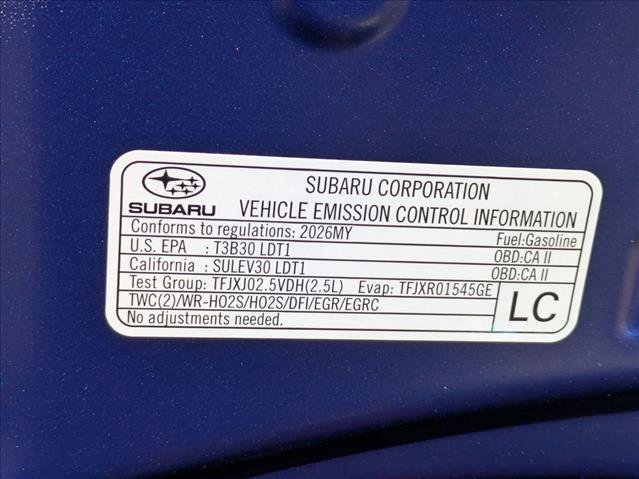 SUBARU
SUBARU CORPORATION
VEHICLE EMISSION CONTROL INFORMATION
Conforms to regulations: 2026MY Fuel:Gasoline
U.S. EPA : T3B30 LDT1 OBD:CA II
California : SULEV30 LDT1 OBD:CA II
Test Group: TFJXJ02.5VDH(2.5L) Evap: TFJXR01545GE
TWC(2)/WR-HO2S/HO2S/DFI/EGR/EGRC
No adjustments needed.
LC